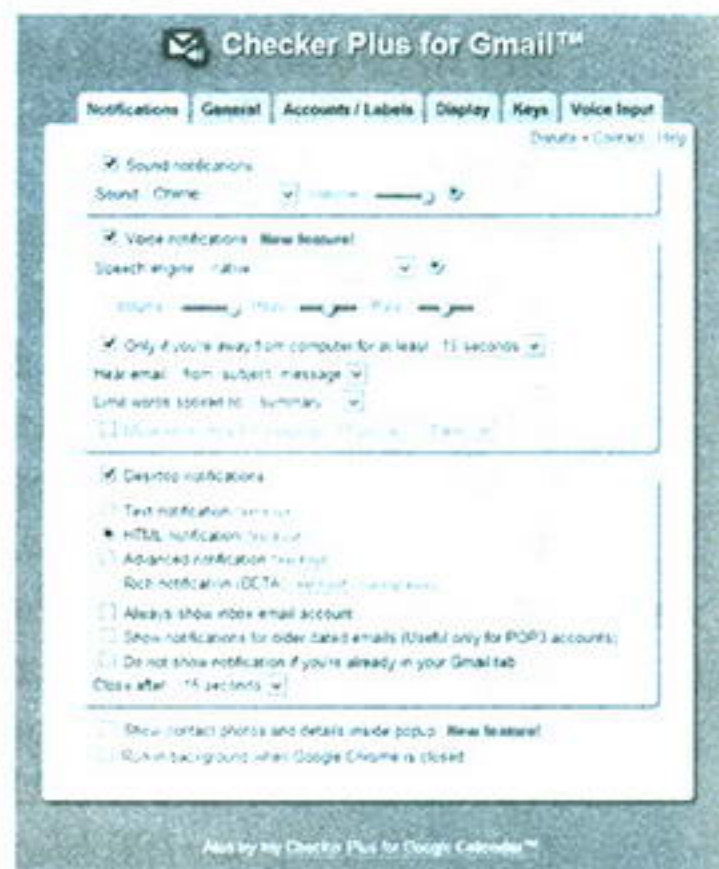 Checker Plus for Gmail™
Notifications General Accounts / Labels Display Keys Voice Input
Donate • Contact Help
Sound notifications
Sound: Chime Volume
Voice notifications New feature!
Speech engine native
Volume
Only if you're away from computer for at least 15 seconds
Hear email from subject message
Limit words spoken to summary
Desktop notifications
Text notification
HTML notification
Advanced notification
Rich notification (BETA
Always show inbox email account
Show notifications for older dated emails (Useful only for POP3 accounts)
Do not show notification if you're already in your Gmail tab
Close after 15 seconds
Show contact photos and details inside popup New feature!
Run in background when Google Chrome is closed
Also by my Checker Plus for Google Calendar™